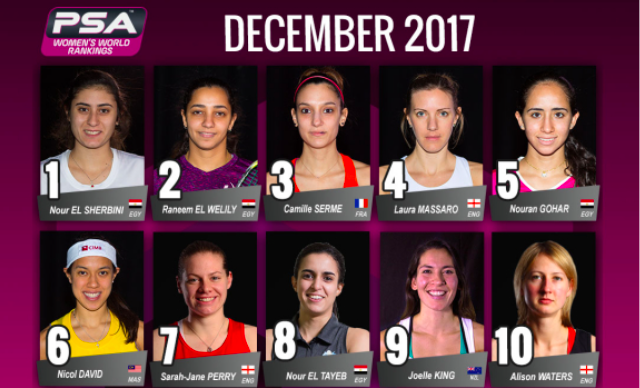 PSA™
WOMEN'S WORLD
RANKINGS
DECEMBER 2017
1
Nour EL SHERBINI
EGY
2
Raneem EL WELILY
EGY
3
Camille SERME
FRA
4
Laura MASSARO
ENG
5
Nouran GOHAR
EGY
6
Nicol DAVID
MAS
7
Sarah-Jane PERRY
ENG
8
Nour EL TAYEB
EGY
9
Joelle KING
NZL
10
Alison WATERS
ENG